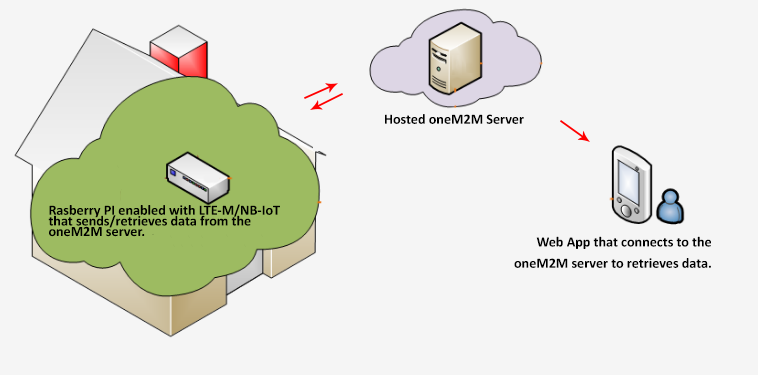 Hosted oneM2M Server
Rasberry PI enabled with LTE-M/NB-IoT
that sends/retrieves data from the
oneM2M server.
Web App that connects to the
oneM2M server to retrieves data.